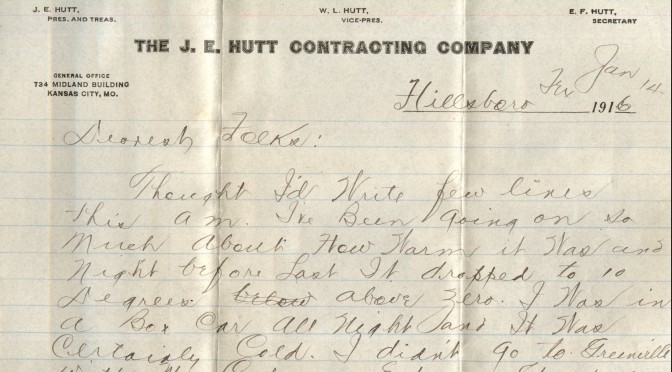 J. E. HUTT,
PRES. AND TREAS.
W. L. HUTT,
VICE-PRES.
E. F. HUTT,
SECRETARY
THE J. E. HUTT CONTRACTING COMPANY
GENERAL OFFICE
734 MIDLAND BUILDING
KANSAS CITY, MO.
Hillsboro Tex Jan 14 1916
Dearest Folks:
Thought I'd Write few lines
this am. I've Been going on so
Much About How Warm it Was and
Night before Last It dropped to 10
Degrees below above Zero. I Was in
a Box Car All Night and It Was
Certainly Cold. I didn't go to Greenville